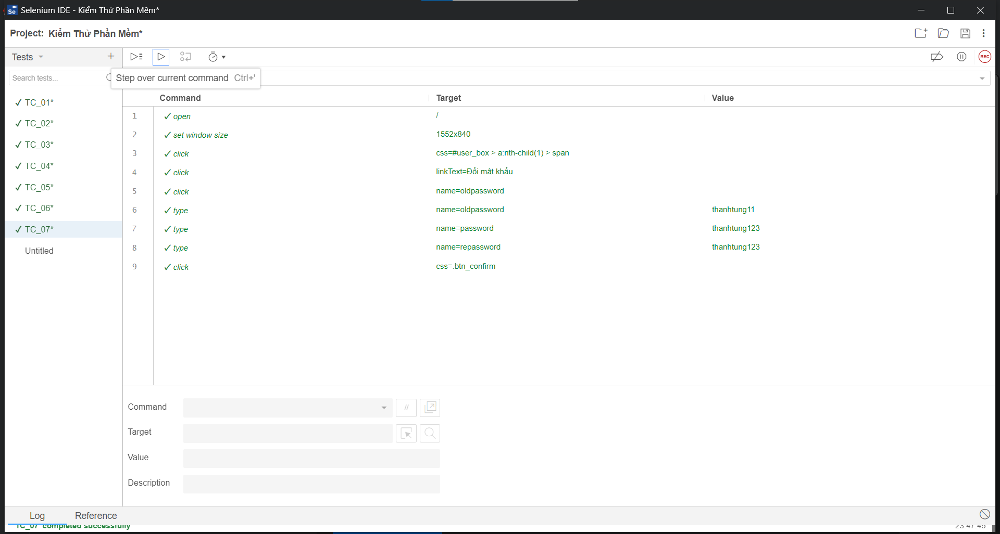 Selenium IDE - Kiểm Thử Phần Mềm*
Project: Kiểm Thử Phần Mềm*
Tests
Search tests...
Step over current command Ctrl+'
TC_01*
TC_02*
TC_03*
TC_04*
TC_05*
TC_06*
TC_07*
Untitled
REC
Command Target Value
1 open /
2 set window size 1552x840
3 click css=#user_box > a:nth-child(1) > span
4 click linkText=Đổi mật khẩu
5 click name=oldpassword
6 type name=oldpassword thanhtung11
7 type name=password thanhtung123
8 type name=repassword thanhtung123
9 click css=.btn_confirm
Command //
Target
Value
Description
Log Reference
'TC_07' completed successfully 23:47:45